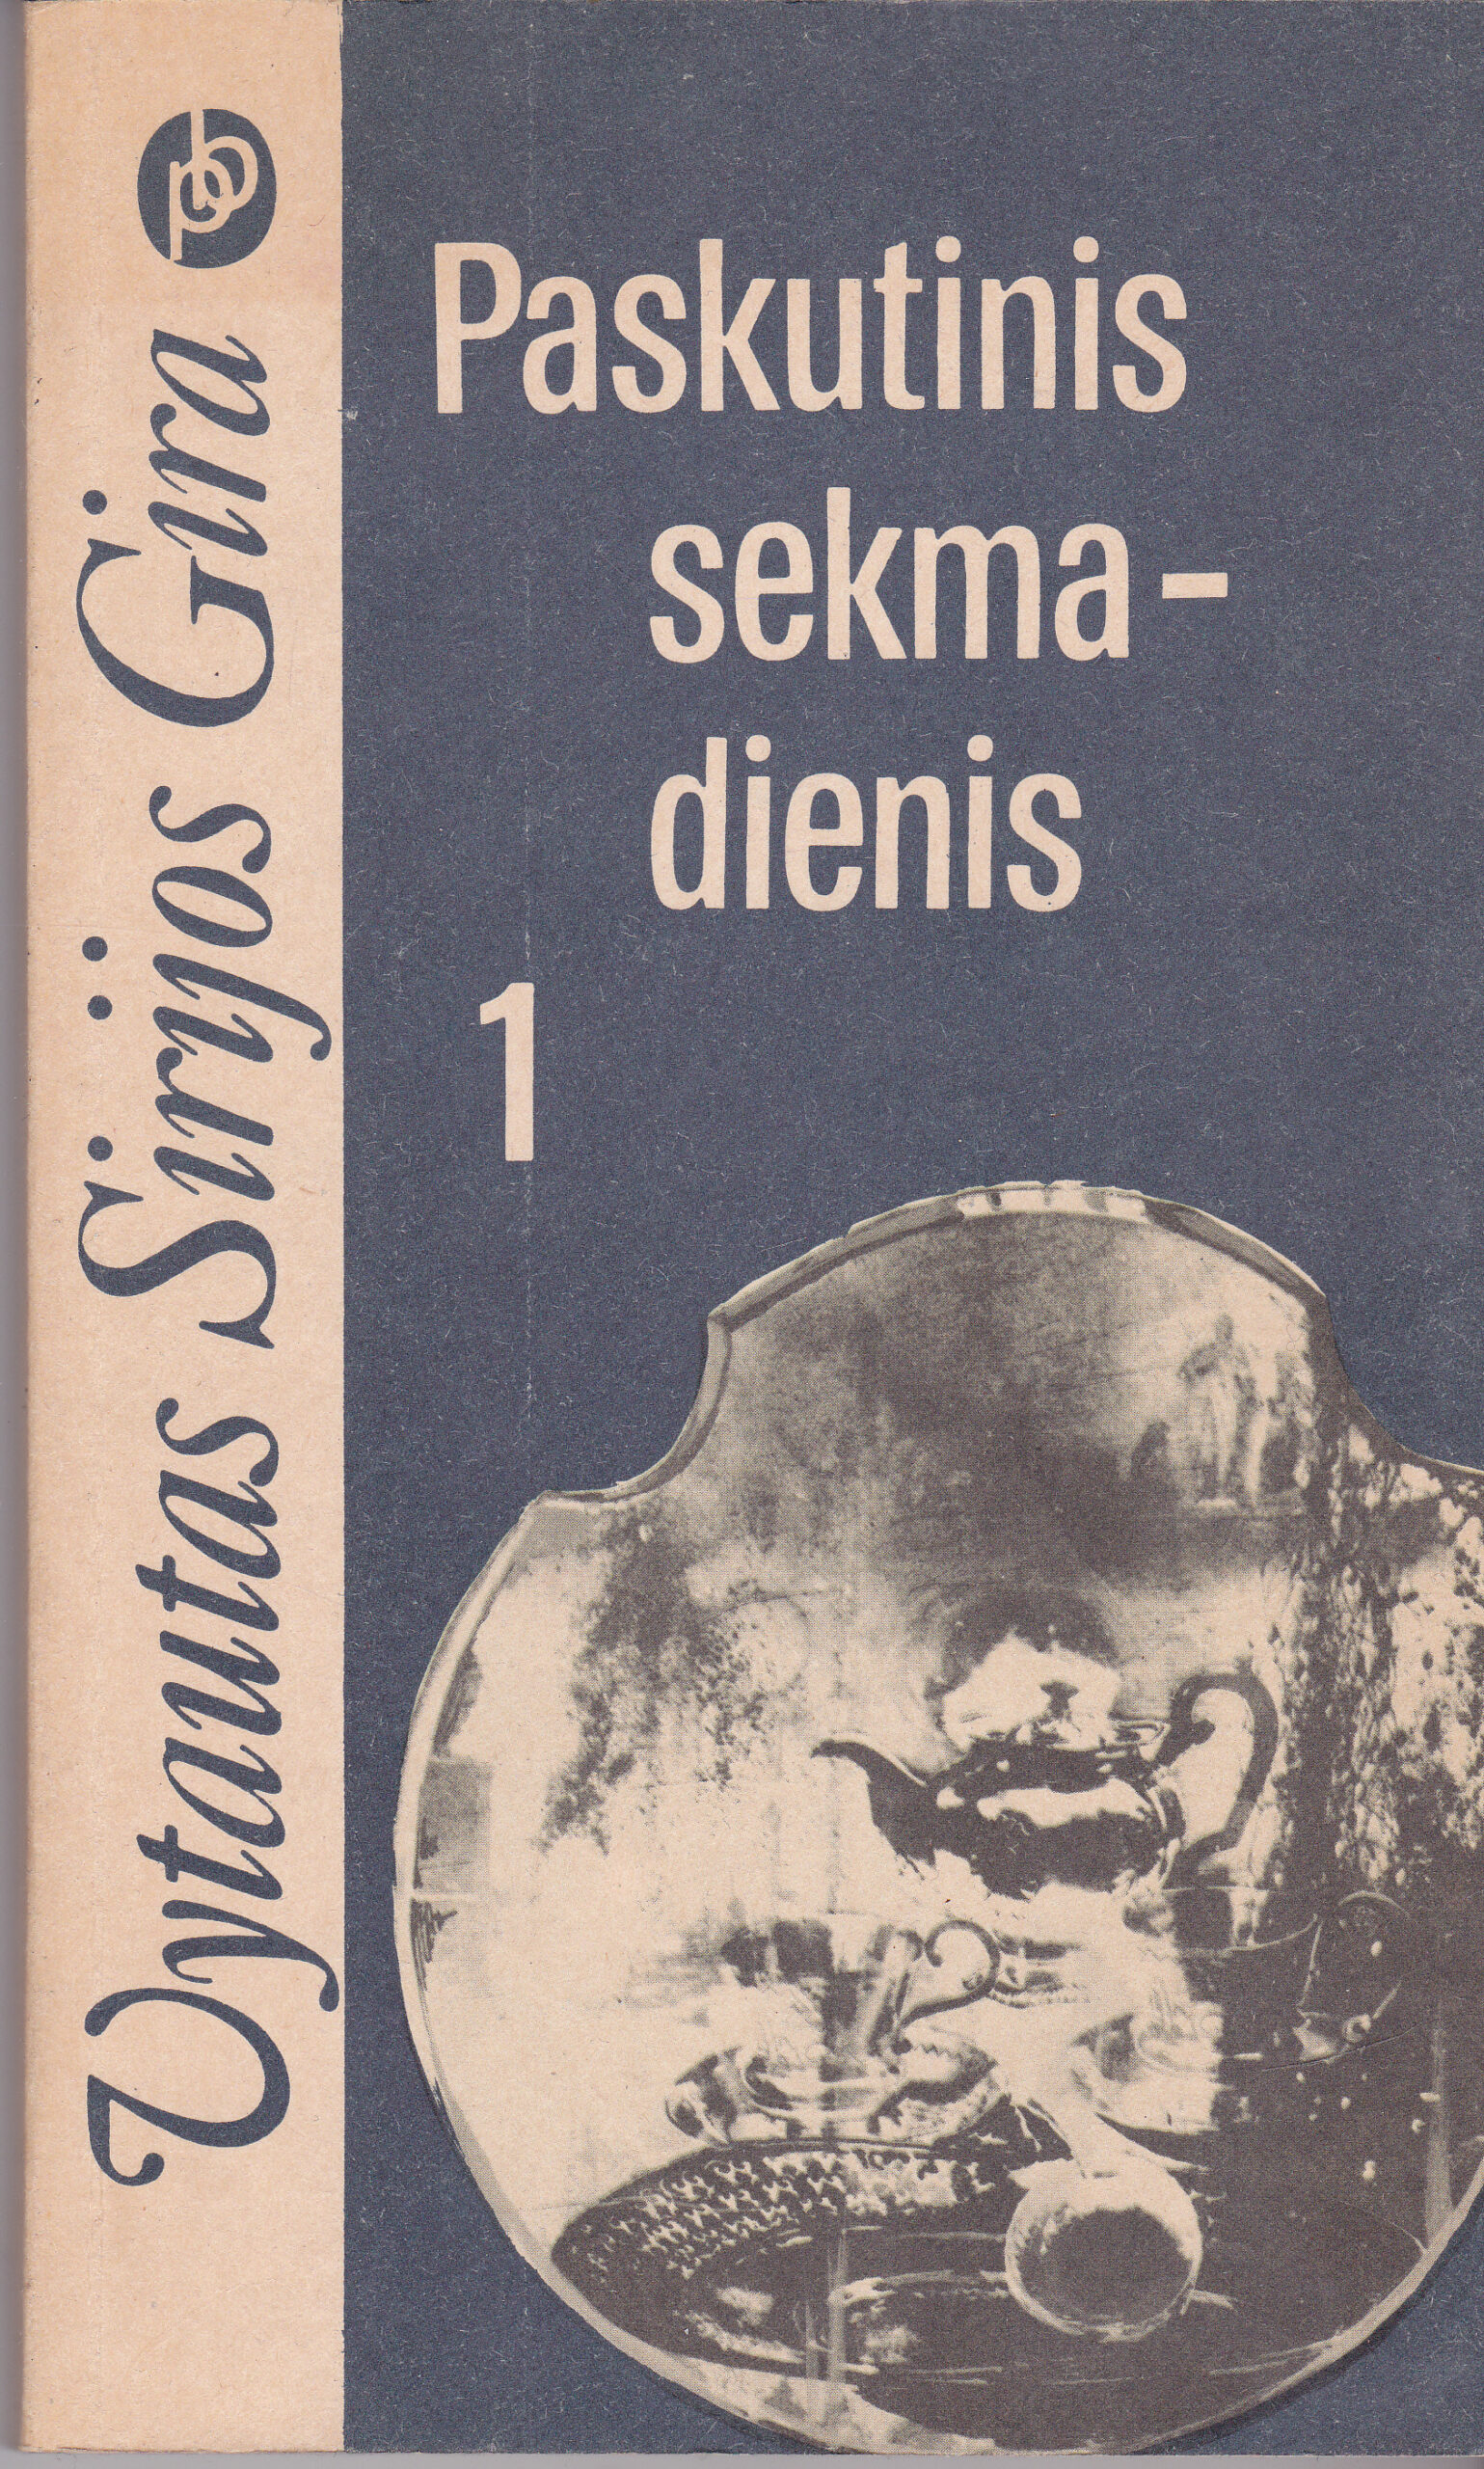 Vytautas Sirijos Gira
Paskutinis
sekma-
dienis
1